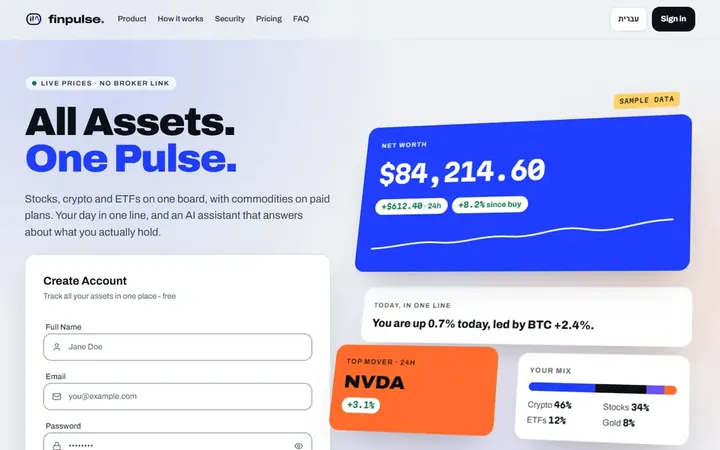 finpulse.
Product
How it works
Security
Pricing
FAQ
עברית
Sign in
LIVE PRICES · NO BROKER LINK
All Assets.
One Pulse.
Stocks, crypto and ETFs on one board, with commodities on paid
plans. Your day in one line, and an AI assistant that answers
about what you actually hold.
Create Account
Track all your assets in one place - free
Full Name
Jane Doe
Email
you@example.com
Password
••••••••
SAMPLE DATA
NET WORTH
$84,214.60
+$612.40 · 24h
+8.2% since buy
TODAY, IN ONE LINE
You are up 0.7% today, led by BTC +2.4%.
TOP MOVER · 24H
NVDA
+3.1%
YOUR MIX
Crypto 46%
Stocks 34%
ETFs 12%
Gold 8%